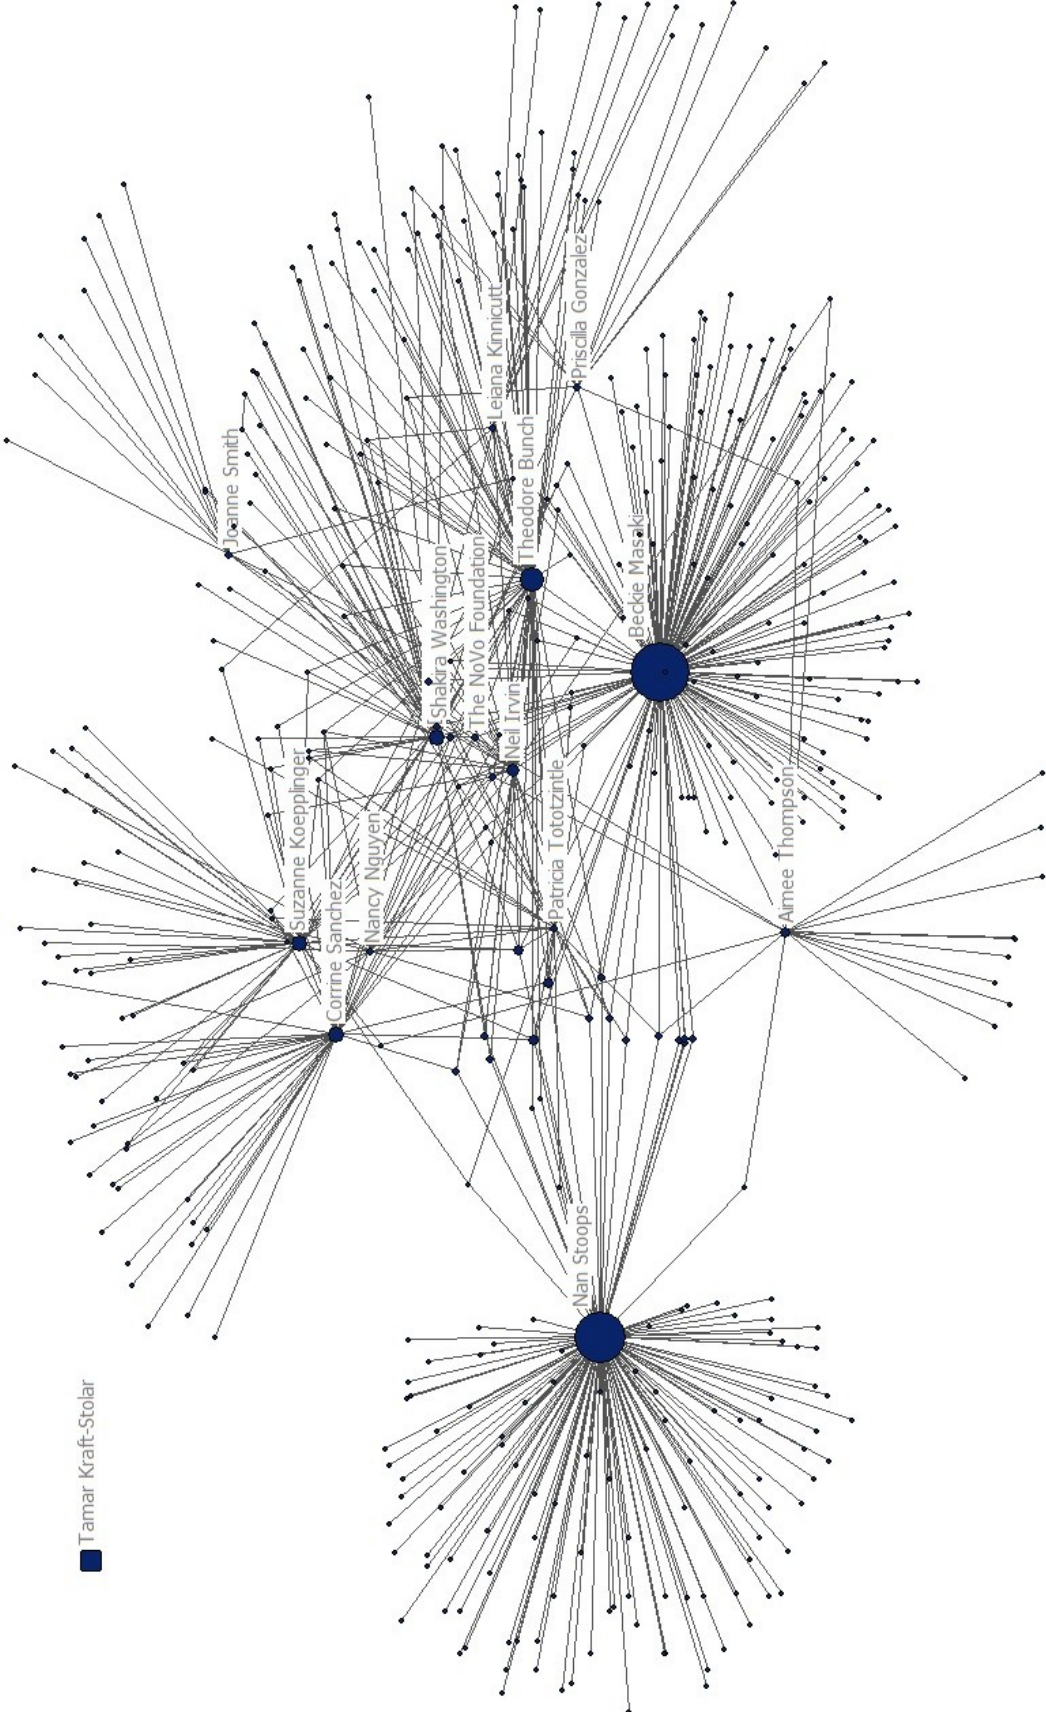 Tamar Kraft-Stolar
Suzanne Koepplinger
Joanne Smith
Corrine Sanchez
Nancy Nguyen
Shakra Washington
The NoVo Foundation
Leiana Kinnicutt
Neil Irvin
Theodore Bunch
Patricia Tototzintle
Nan Stoops
Priscilla Gonzalez
Beckie Masaki
Aimee Thompson